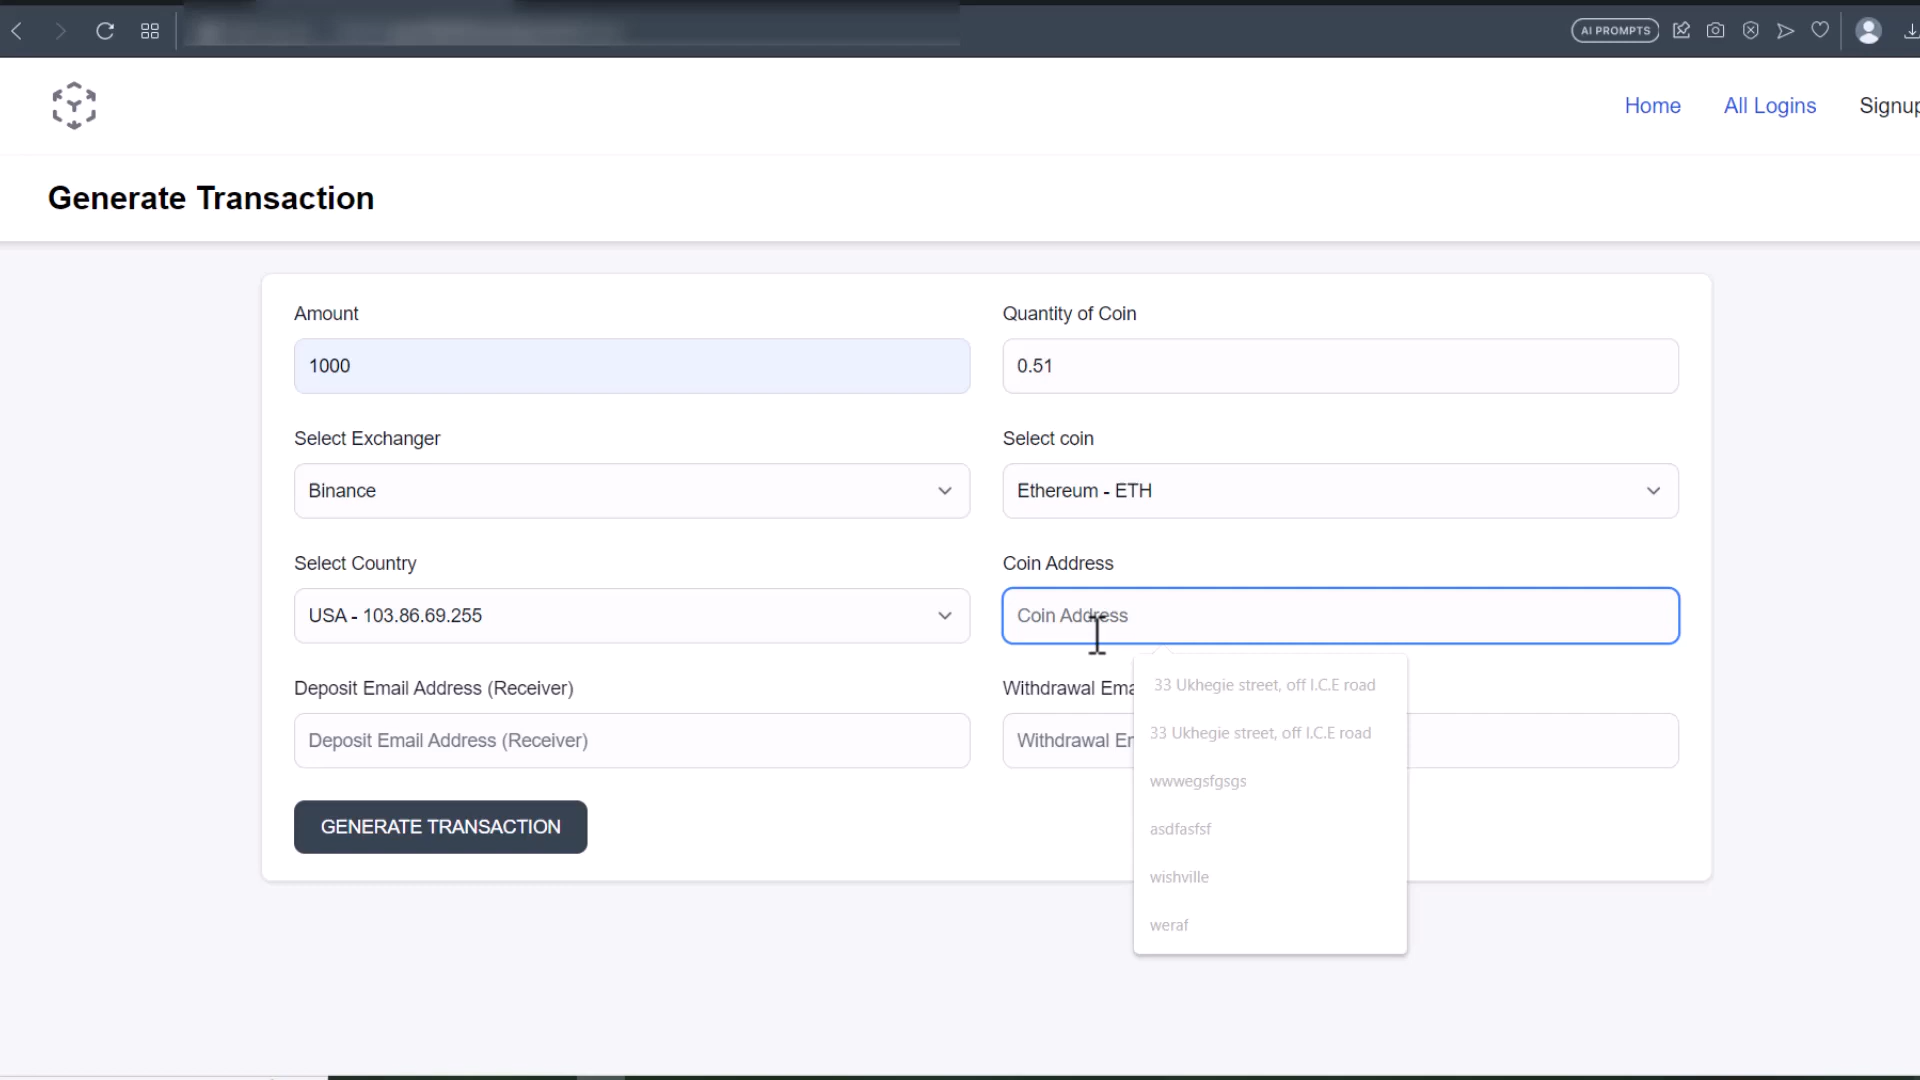 AI PROMPTS
Home
All Logins
Signup
Generate Transaction
Amount
Quantity of Coin
1000
0.51
Select Exchanger
Select coin
Binance
Ethereum - ETH
Select Country
Coin Address
USA - 103.86.69.255
Coin Address
33 Ukhegie street, off I.C.E road
Deposit Email Address (Receiver)
Withdrawal Ema
33 Ukhegie street, off I.C.E road
Deposit Email Address (Receiver)
Withdrawal Em
wwwegsfgsgs
GENERATE TRANSACTION
asdfasfsf
wishville
weraf